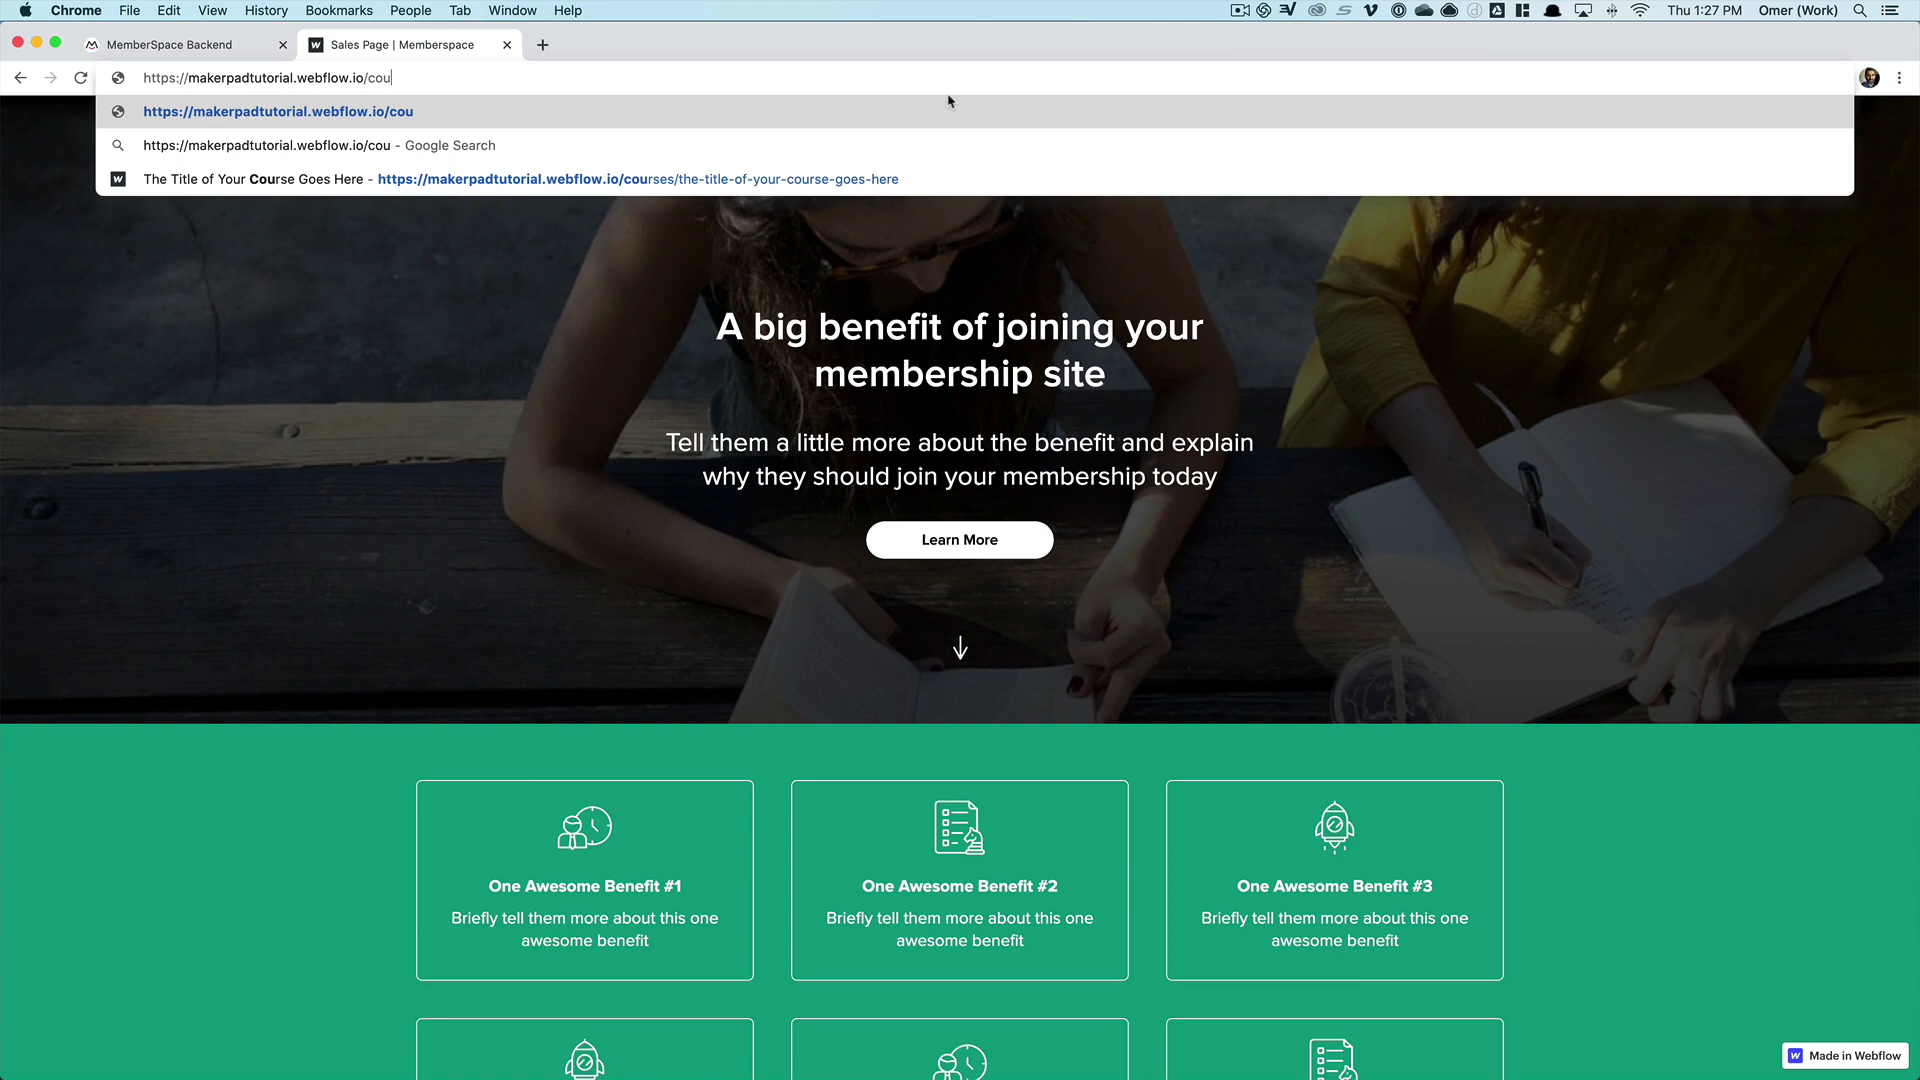 Chrome File Edit View History Bookmarks People Tab Window Help Thu 1:27 PM Omer (Work)
MemberSpace Backend Sales Page | Memberspace
https://makerpadtutorial.webflow.io/cou
https://makerpadtutorial.webflow.io/cou
https://makerpadtutorial.webflow.io/cou - Google Search
The Title of Your Course Goes Here - https://makerpadtutorial.webflow.io/courses/the-title-of-your-course-goes-here
A big benefit of joining your
membership site
Tell them a little more about the benefit and explain
why they should join your membership today
Learn More
One Awesome Benefit #1
Briefly tell them more about this one
awesome benefit
One Awesome Benefit #2
Briefly tell them more about this one
awesome benefit
One Awesome Benefit #3
Briefly tell them more about this one
awesome benefit
Made in Webflow